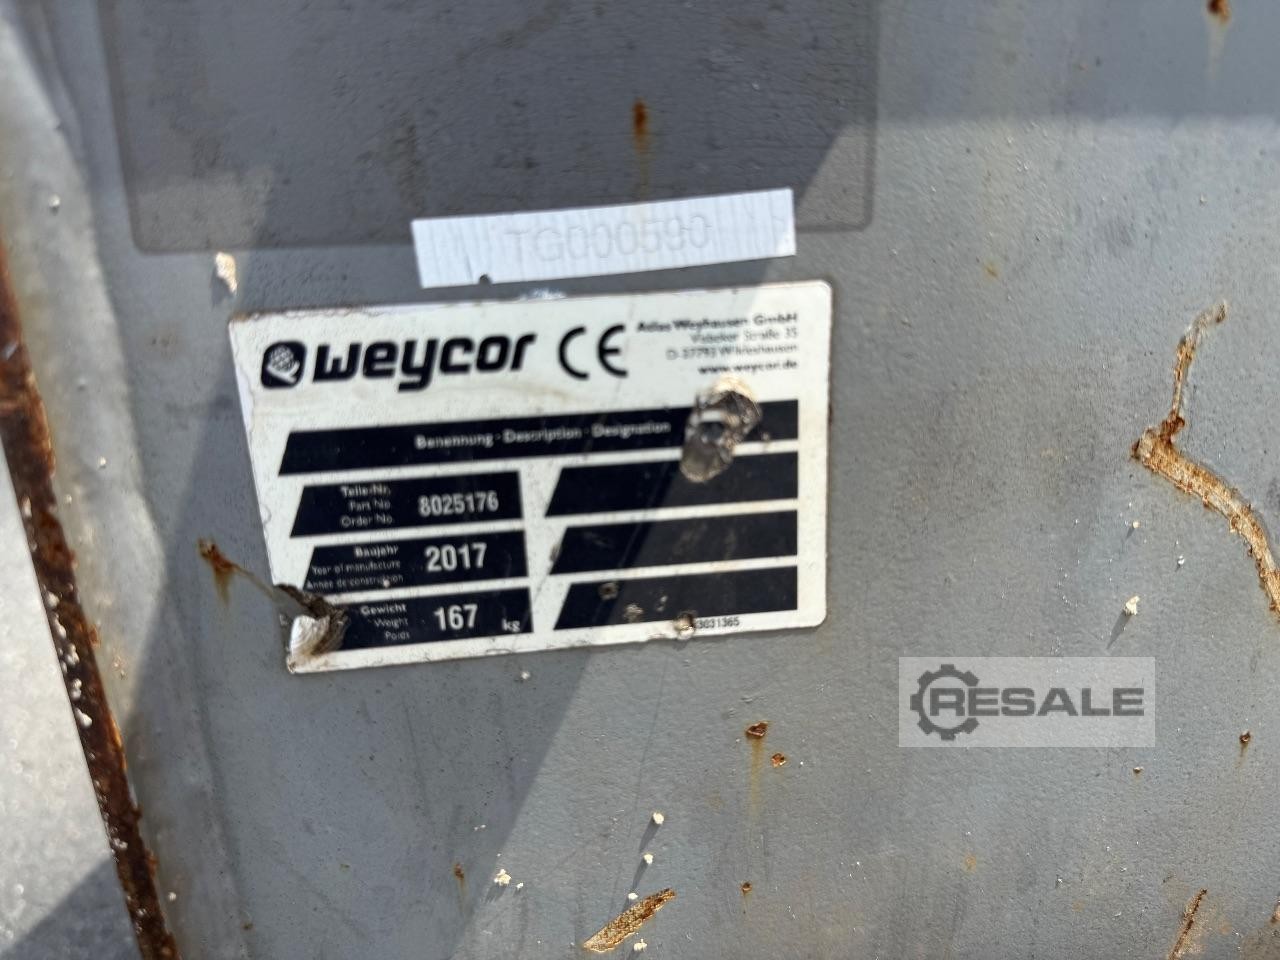 TG000590
weycor CE
Atlas Weyhausen GmbH
Visbeker Straße 35
D-27793 Wildeshausen
www.weycor.de
Benennung · Description · Designation
Teile-Nr.
Part No.
Order No.
8025176
Baujahr
Year of manufacture
Année de construction
2017
Gewicht
Weight
Poids
167 kg
RESALE